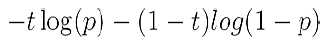 −t log(p) − (1 − t)log(1 − p)